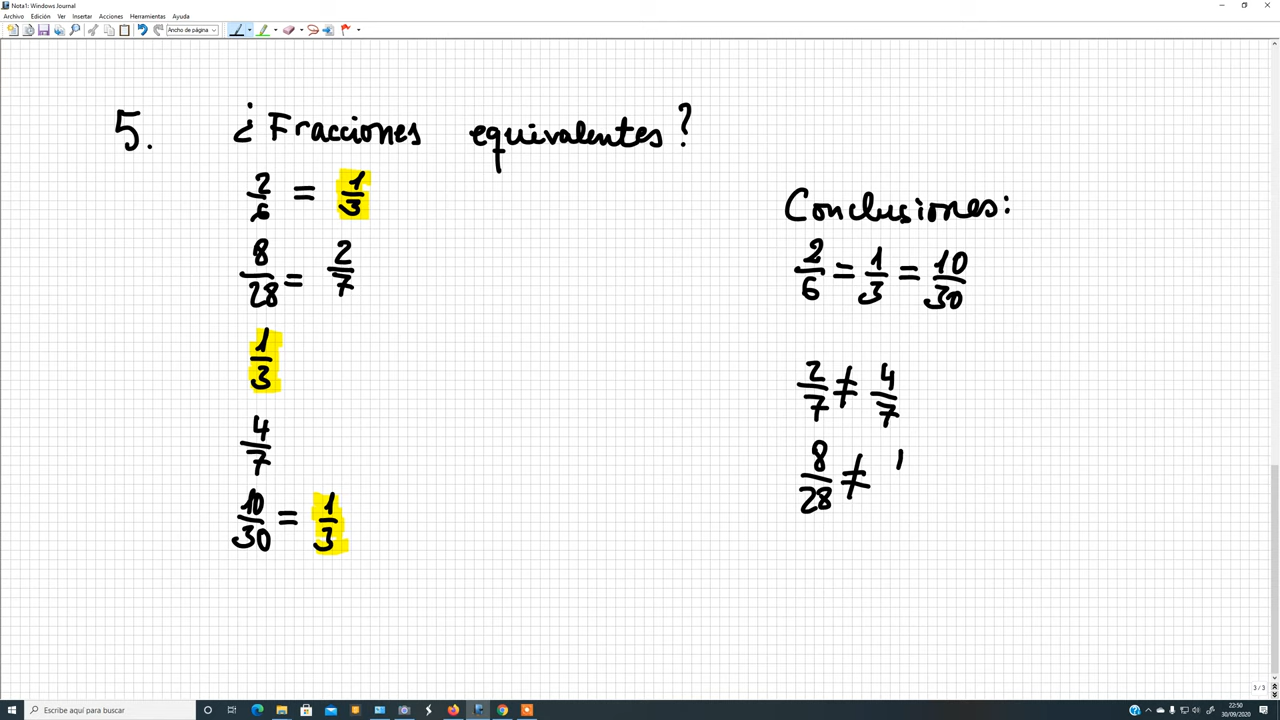 Nota1: Windows Journal
Archivo Edición Ver Insertar Acciones Herramientas Ayuda
Ancho de página
5. ¿Fracciones equivalentes?
2/6 = 1/3
8/28 = 2/7
1/3
4/7
10/30 = 1/3
Conclusiones:
2/6 = 1/3 = 10/30
2/7 ≠ 4/7
8/28 ≠
3 / 3
Escribe aquí para buscar
22:50
30/09/2020